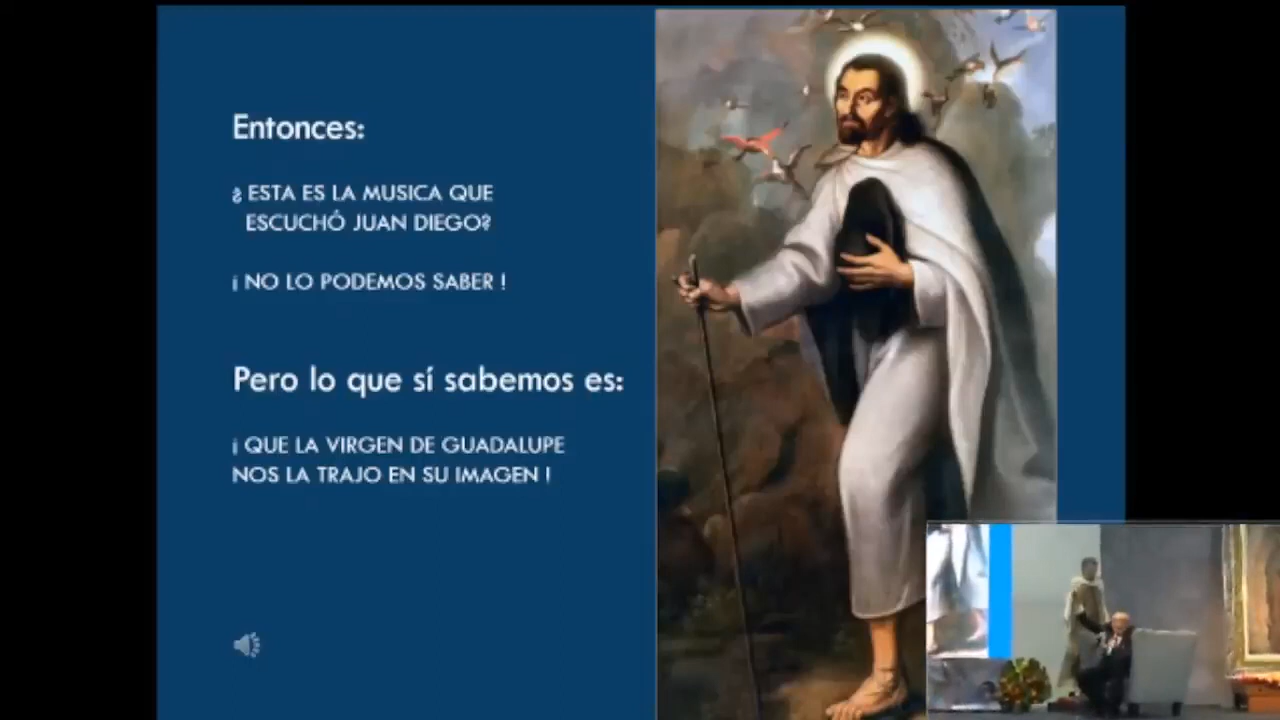 Entonces:
¿ ESTA ES LA MUSICA QUE
ESCUCHÓ JUAN DIEGO?
¡ NO LO PODEMOS SABER !
Pero lo que sí sabemos es:
¡ QUE LA VIRGEN DE GUADALUPE
NOS LA TRAJO EN SU IMAGEN !